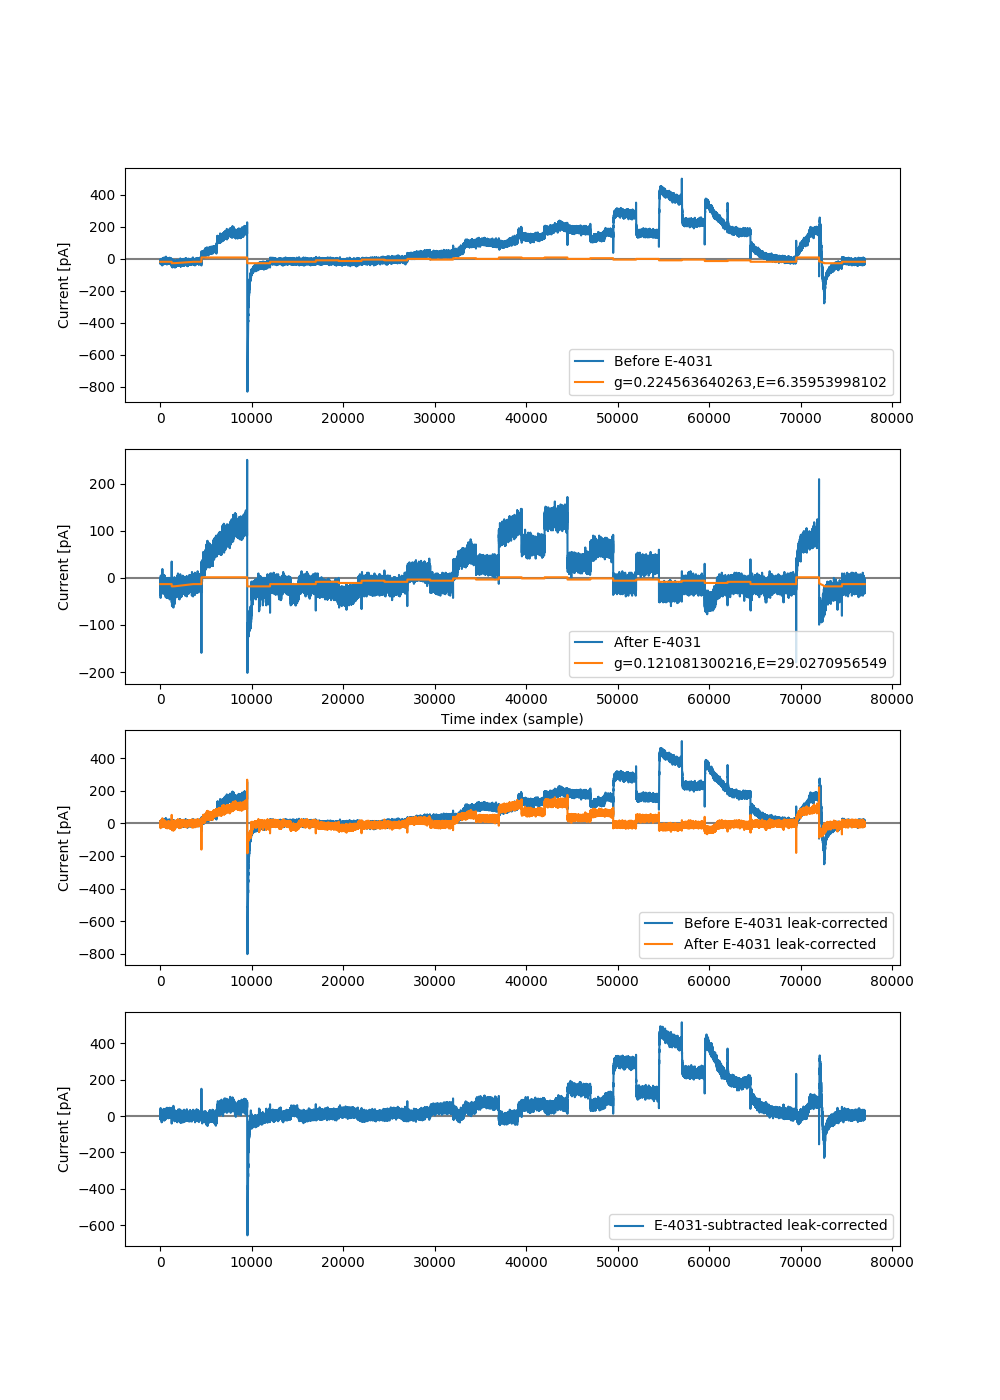 400
200
0
−200
−400
−600
−800
Current [pA]
Before E-4031
g=0.224563640263,E=6.35953998102
0 10000 20000 30000 40000 50000 60000 70000 80000
200
100
0
−100
−200
Current [pA]
After E-4031
g=0.121081300216,E=29.0270956549
0 10000 20000 30000 40000 50000 60000 70000 80000
Time index (sample)
400
200
0
−200
−400
−600
−800
Current [pA]
Before E-4031 leak-corrected
After E-4031 leak-corrected
0 10000 20000 30000 40000 50000 60000 70000 80000
400
200
0
−200
−400
−600
Current [pA]
E-4031-subtracted leak-corrected
0 10000 20000 30000 40000 50000 60000 70000 80000